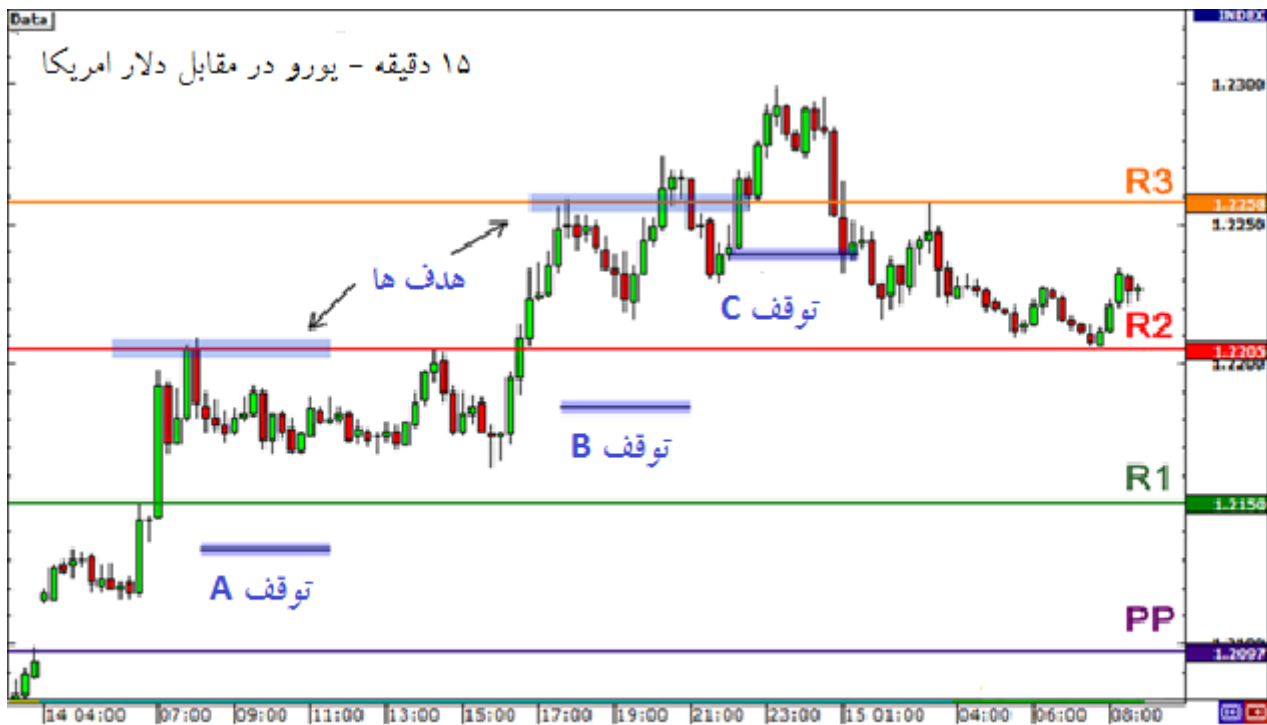 Data
INDEX
۱۵ دقیقه - یورو در مقابل دلار امریکا
1.2300
R3
1.2258
1.2250
هدف ها
توقف C
R2
1.2205
1.2200
توقف B
R1
1.2150
توقف A
PP
1.2100
1.2097
14 04:00 07:00 09:00 11:00 13:00 15:00 17:00 19:00 21:00 23:00 15 01:00 04:00 06:00 08:00